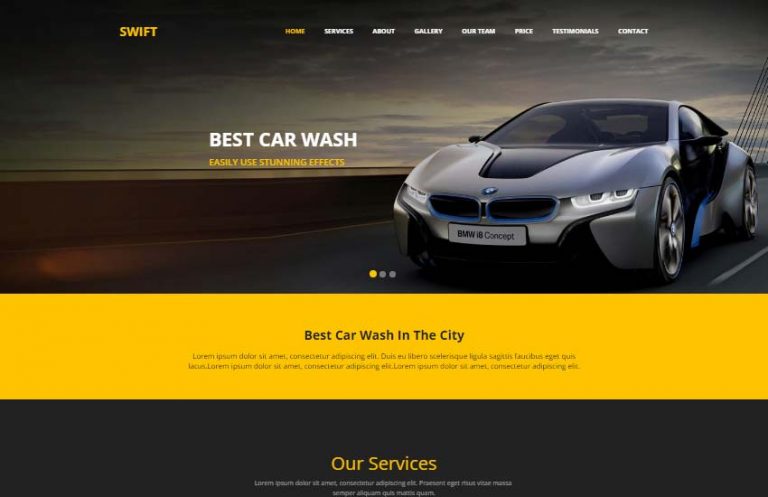 SWIFT
HOME SERVICES ABOUT GALLERY OUR TEAM PRICE TESTIMONIALS CONTACT
BEST CAR WASH
EASILY USE STUNNING EFFECTS
BMW i8 Concept
Best Car Wash In The City
Lorem ipsum dolor sit amet, consectetur adipiscing elit. Duis eu libero scelerisque ligula sagittis faucibus eget quis
lacus.Lorem ipsum dolor sit amet, consectetur adipiscing elit.Lorem ipsum dolor sit amet, consectetur adipiscing elit.
Our Services
Lorem ipsum dolor sit amet, consectetur adipiscing elit. Praesent eget risus vitae massa
semper aliquam quis mattis quam.